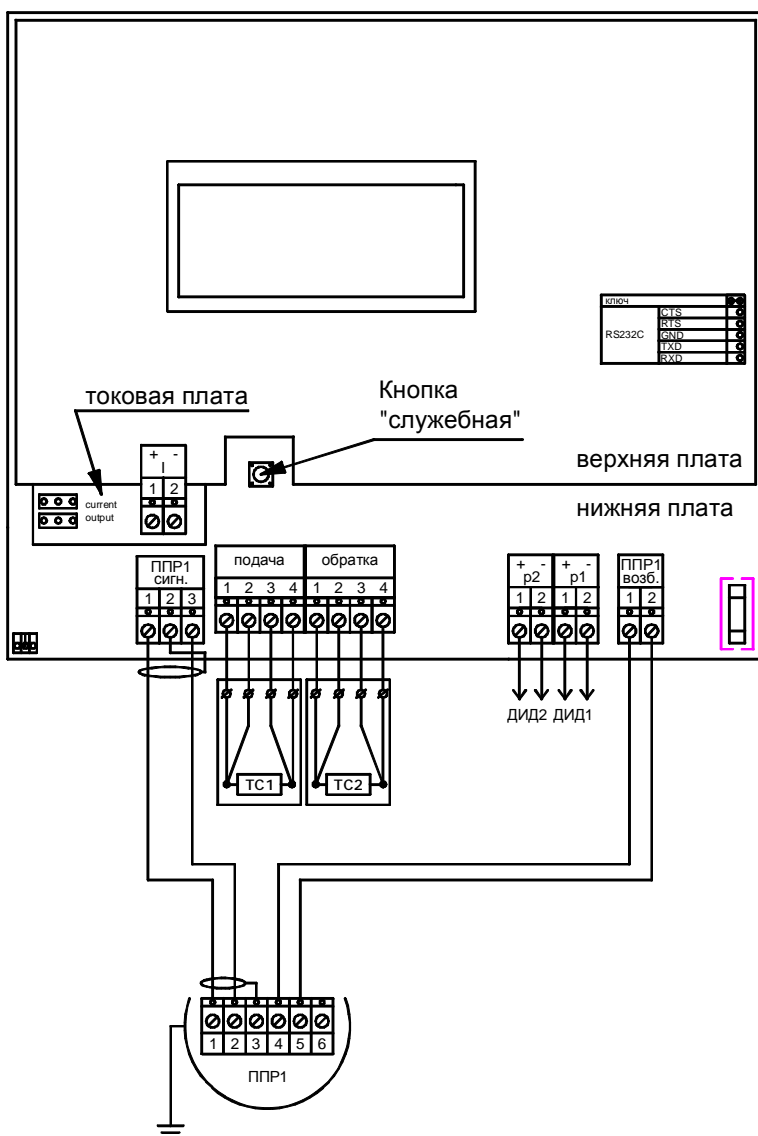 ключ
RS232C
CTS
RTS
GND
TXD
RXD
токовая плата
Кнопка
"служебная"
верхняя плата
нижняя плата
+ -
I
1 2
current
output
ППР1
сигн.
1 2 3
подача
1 2 3 4
обратка
1 2 3 4
+ -
p2
1 2
+ -
p1
1 2
ППР1
возб.
1 2
ДИД2 ДИД1
ТС1
ТС2
1 2 3 4 5 6
ППР1